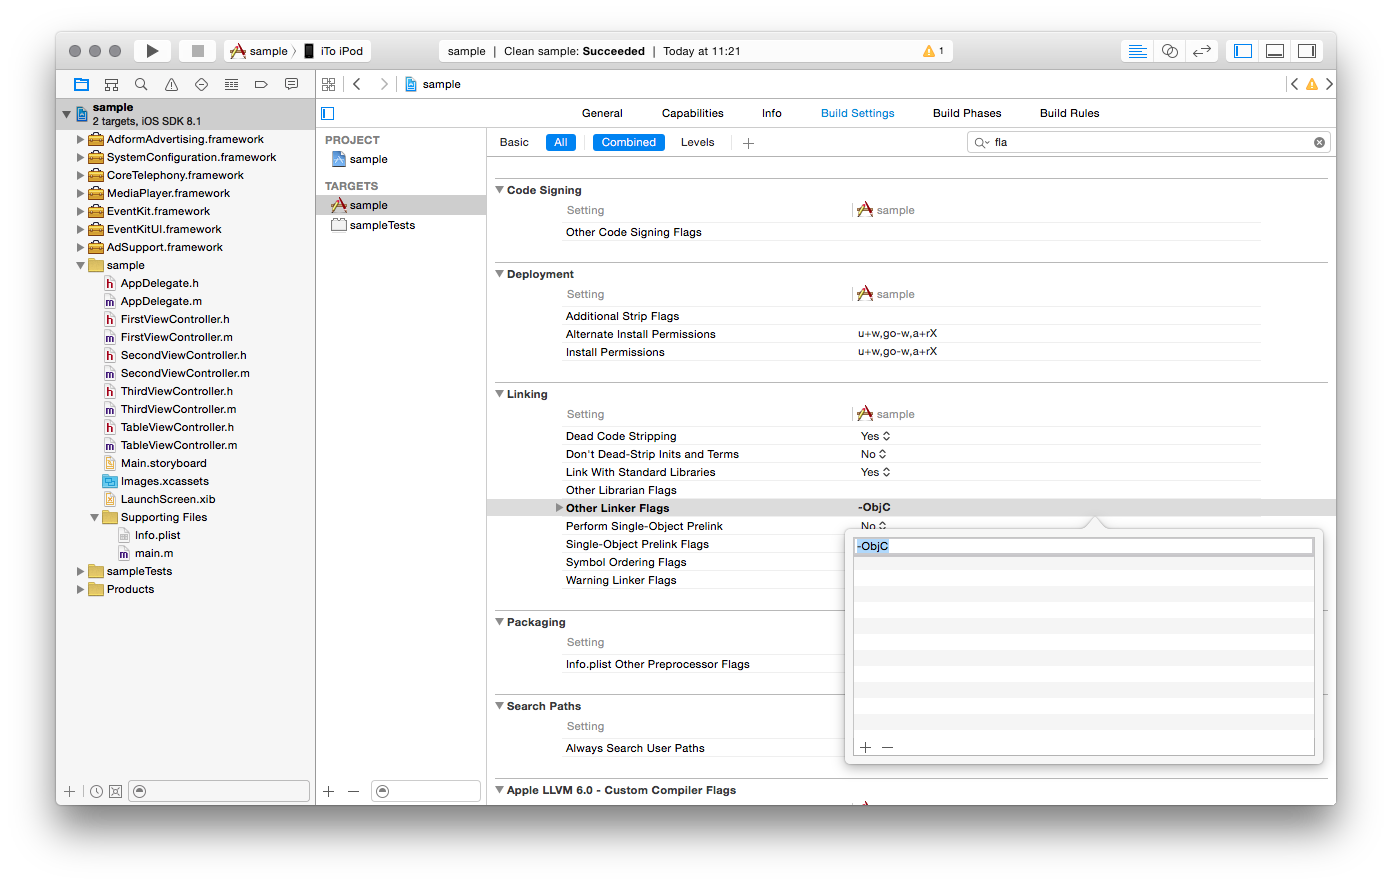 sample 〉 iTo iPod
sample | Clean sample: Succeeded | Today at 11:21
1
sample
sample
2 targets, iOS SDK 8.1
AdformAdvertising.framework
SystemConfiguration.framework
CoreTelephony.framework
MediaPlayer.framework
EventKit.framework
EventKitUI.framework
AdSupport.framework
sample
AppDelegate.h
AppDelegate.m
FirstViewController.h
FirstViewController.m
SecondViewController.h
SecondViewController.m
ThirdViewController.h
ThirdViewController.m
TableViewController.h
TableViewController.m
Main.storyboard
Images.xcassets
LaunchScreen.xib
Supporting Files
Info.plist
main.m
sampleTests
Products
General Capabilities Info Build Settings Build Phases Build Rules
PROJECT
sample
TARGETS
sample
sampleTests
Basic All Combined Levels fla
Code Signing
Setting sample
Other Code Signing Flags
Deployment
Setting sample
Additional Strip Flags
Alternate Install Permissions u+w,go-w,a+rX
Install Permissions u+w,go-w,a+rX
Linking
Setting sample
Dead Code Stripping Yes
Don't Dead-Strip Inits and Terms No
Link With Standard Libraries Yes
Other Librarian Flags
Other Linker Flags -ObjC
Perform Single-Object Prelink No
Single-Object Prelink Flags
Symbol Ordering Flags
Warning Linker Flags
-ObjC
Packaging
Setting
Info.plist Other Preprocessor Flags
Search Paths
Setting
Always Search User Paths
Apple LLVM 6.0 - Custom Compiler Flags